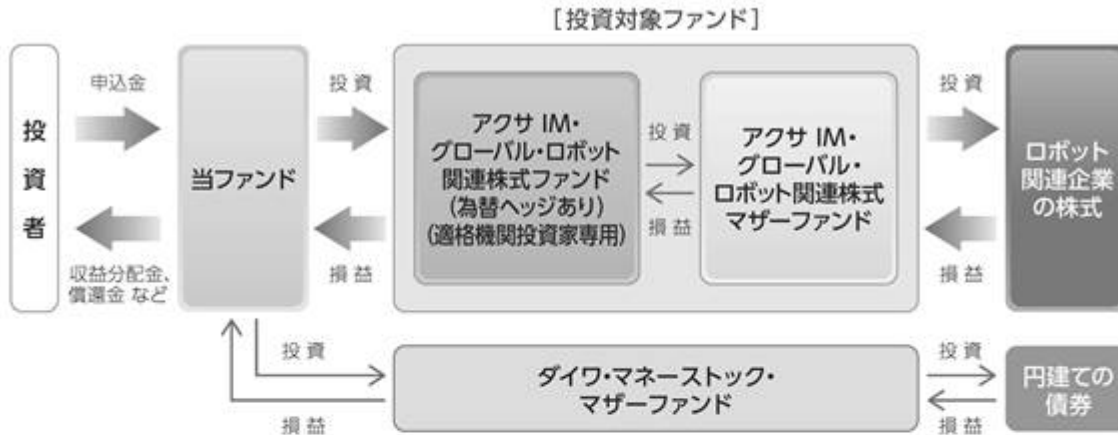 [投資対象ファンド]
投資者
申込金
収益分配金、
償還金 など
当ファンド
投資
損益
アクサ IM・
グローバル・ロボット
関連株式ファンド
(為替ヘッジあり)
(適格機関投資家専用)
投資
損益
アクサ IM・
グローバル・
ロボット関連株式
マザーファンド
投資
損益
ロボット
関連企業
の株式
投資
損益
ダイワ・マネーストック・
マザーファンド
投資
損益
円建ての
債券